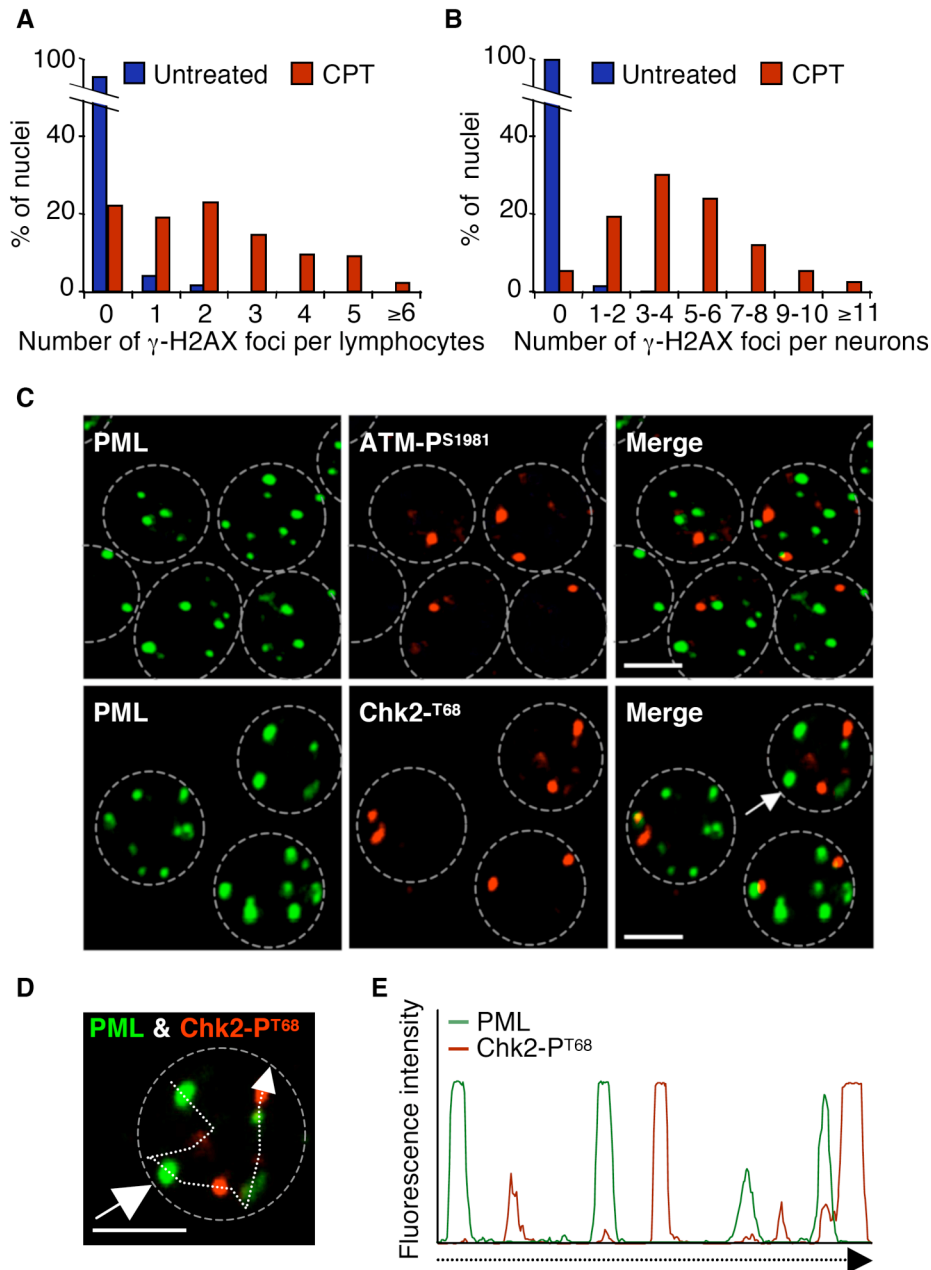 A
100
Untreated CPT
% of nuclei
40
20
0
0 1 2 3 4 5 ≥6
Number of γ-H2AX foci per lymphocytes
B
100
Untreated CPT
% of nuclei
40
20
0
0 1-2 3-4 5-6 7-8 9-10 ≥11
Number of γ-H2AX foci per neurons
C
PML
ATM-PS1981
Merge
PML
Chk2-T68
Merge
D
PML & Chk2-PT68
E
Fluorescence intensity
PML
Chk2-PT68